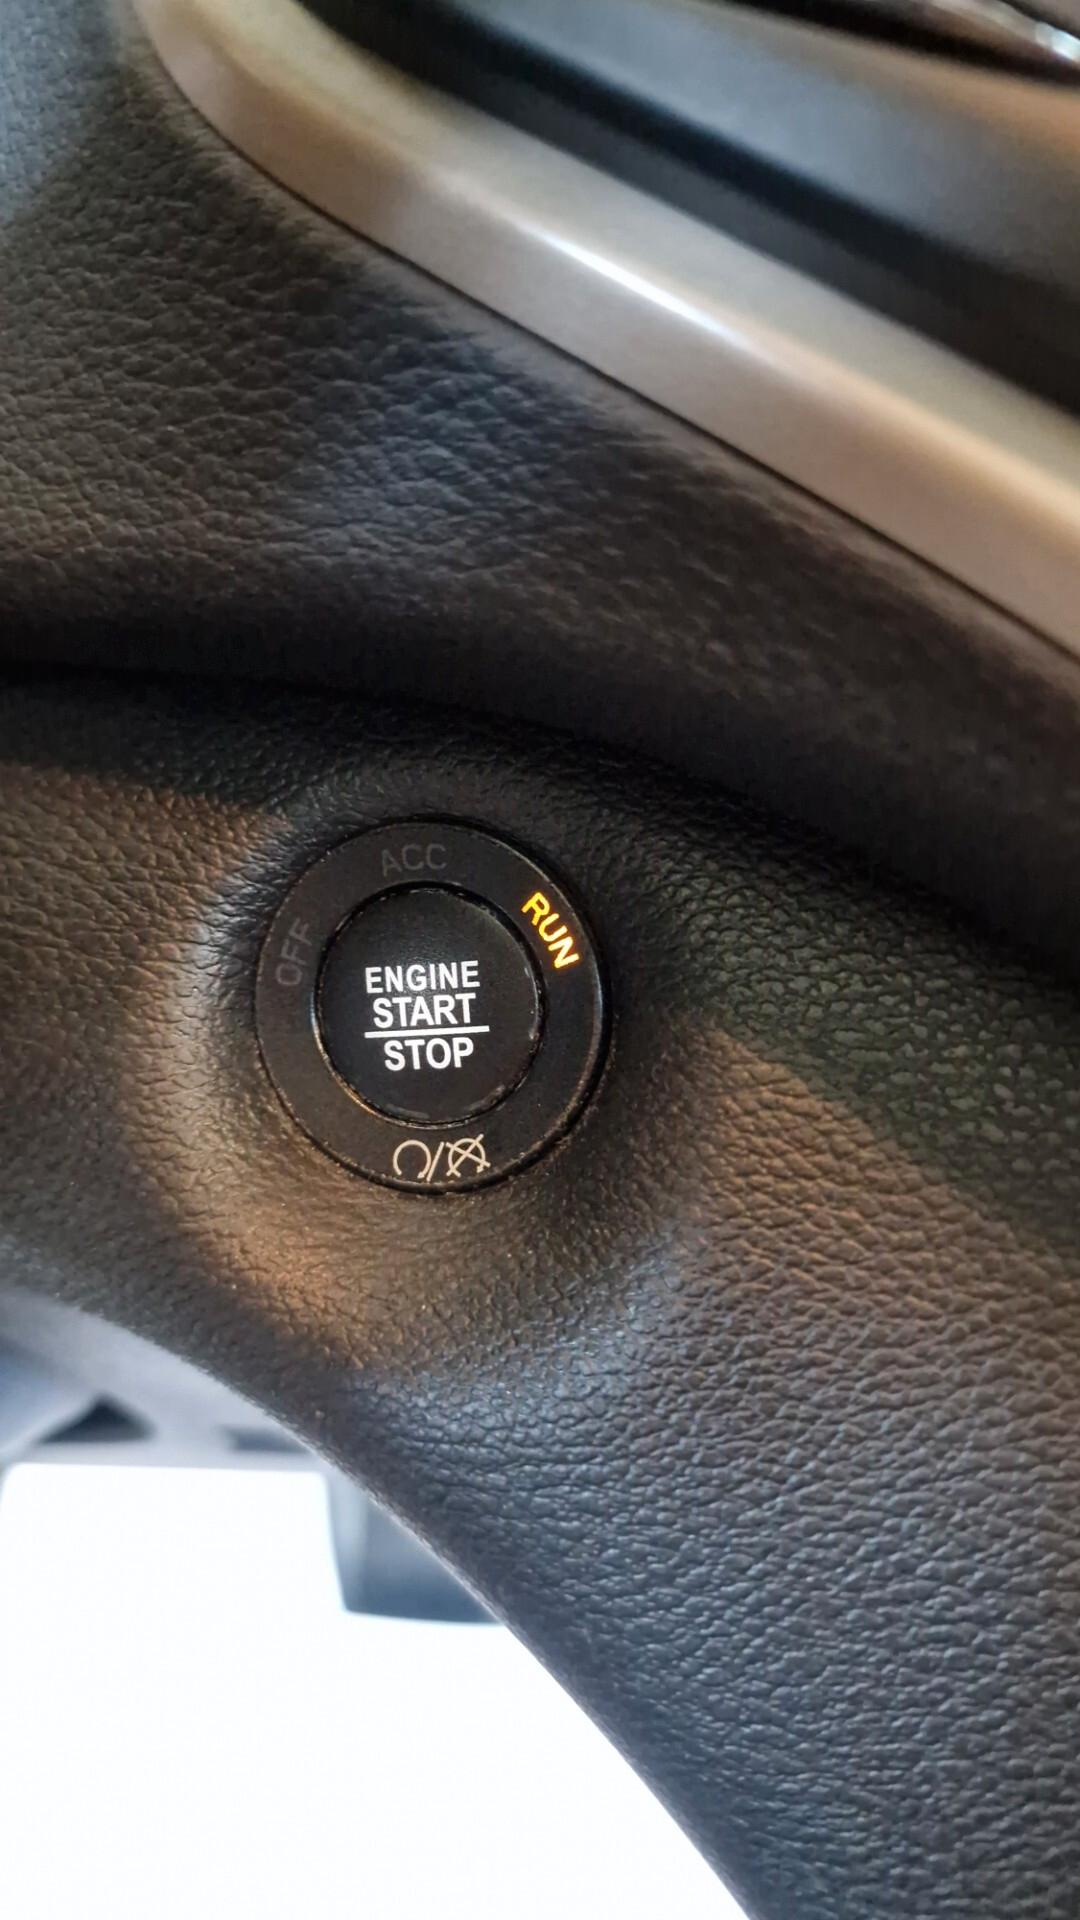 ACC
RUN
OFF
ENGINE
START
STOP